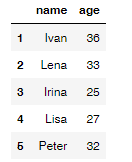 name age
1 Ivan 36
2 Lena 33
3 Irina 25
4 Lisa 27
5 Peter 32